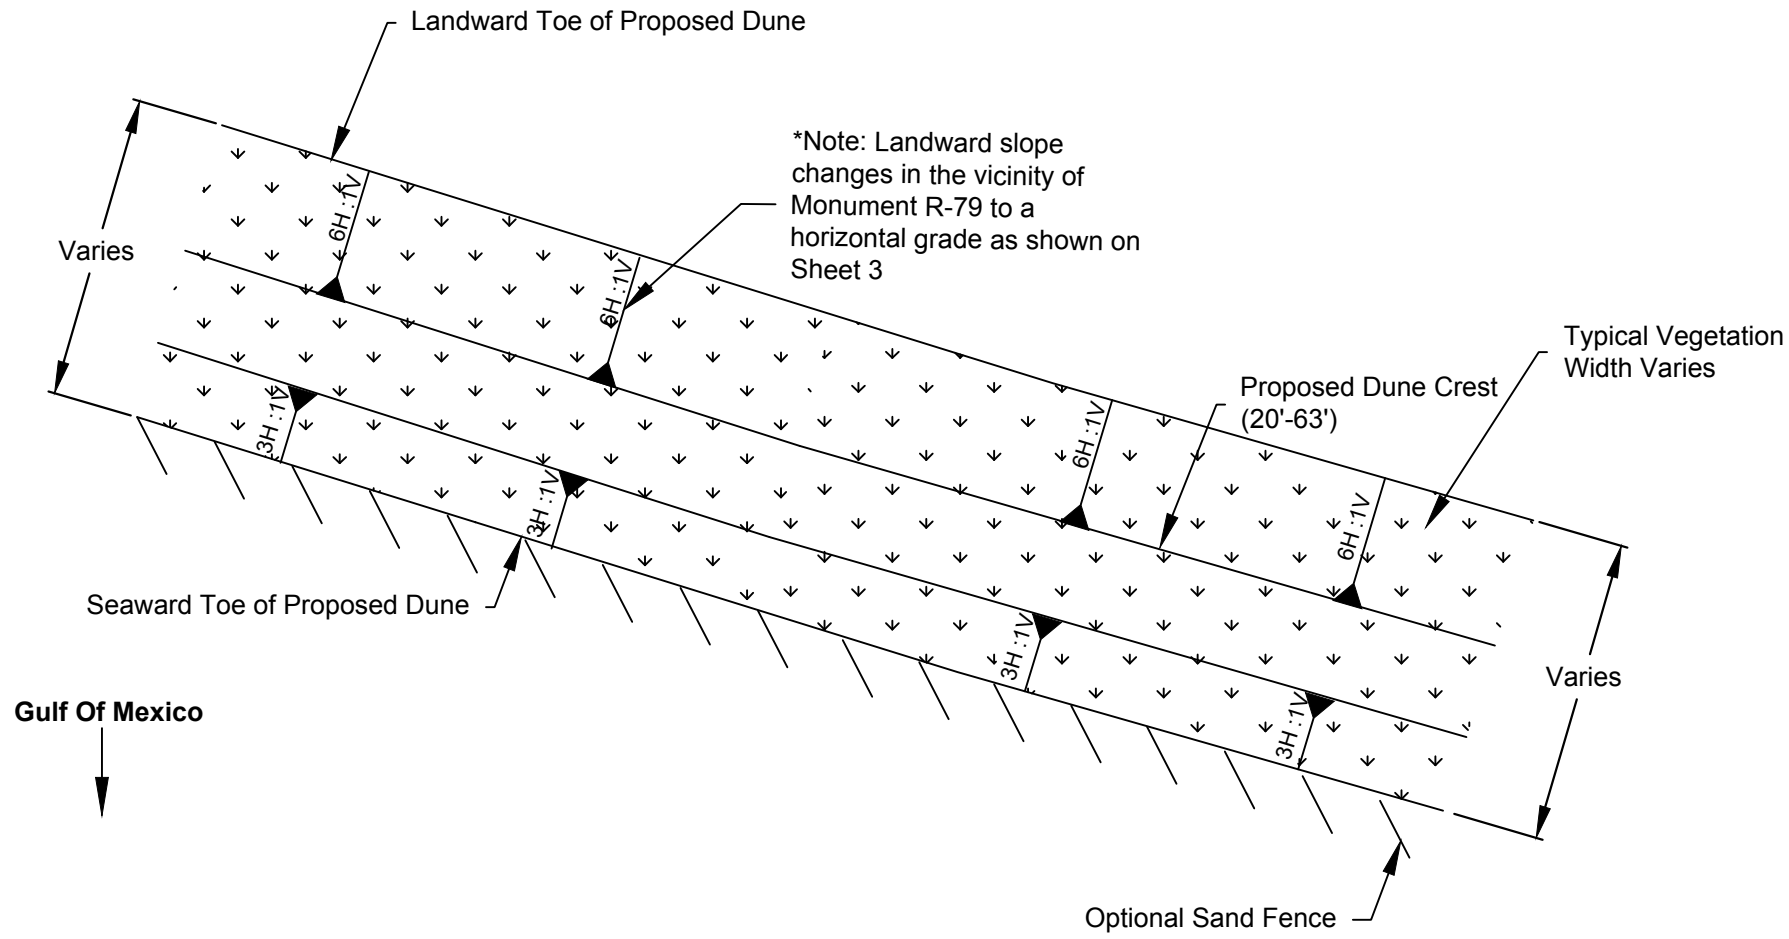 Landward Toe of Proposed Dune
*Note: Landward slope
changes in the vicinity of
Monument R-79 to a
horizontal grade as shown on
Sheet 3
Varies
6H :1V
6H :1V
Typical Vegetation
Width Varies
Proposed Dune Crest
(20'-63')
3H :1V
6H :1V
3H :1V
6H :1V
Seaward Toe of Proposed Dune
3H :1V
Varies
Gulf Of Mexico
3H :1V
Optional Sand Fence